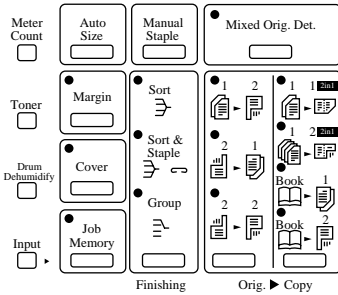 Meter
Count
Auto
Size
Manual
Staple
Mixed Orig. Det.
Toner
Margin
Sort
1 2
1 1 2in1
Sort &
Staple
2 1
1 2 2in1
Drum
Dehumidify
Cover
Book 1
Group
2 2
Book 2
Input
Job
Memory
Finishing
Orig. ▶ Copy